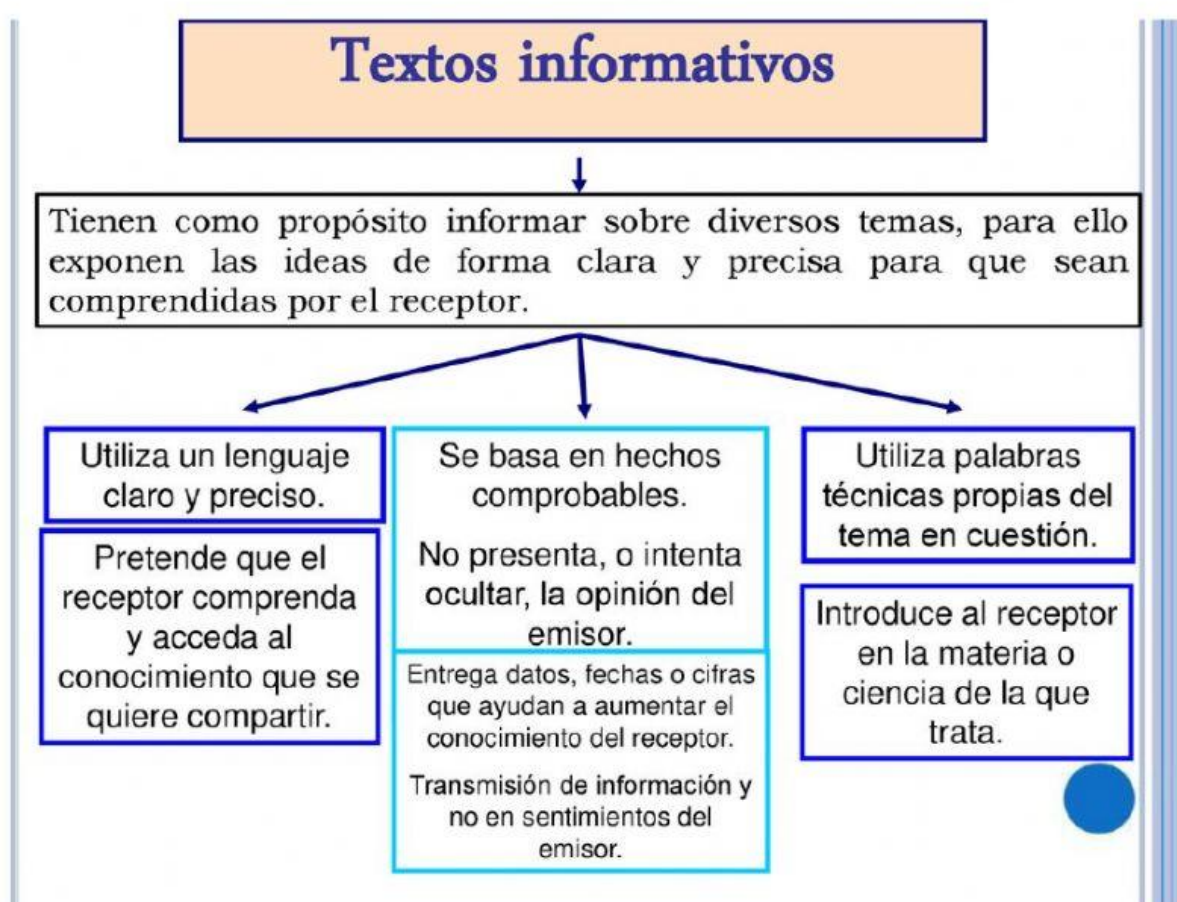 Textos informativos
Tienen como propósito informar sobre diversos temas, para ello
exponen las ideas de forma clara y precisa para que sean
comprendidas por el receptor.
Utiliza un lenguaje
claro y preciso.
Pretende que el
receptor comprenda
y acceda al
conocimiento que se
quiere compartir.
Se basa en hechos
comprobables.
No presenta, o intenta
ocultar, la opinión del
emisor.
Entrega datos, fechas o cifras
que ayudan a aumentar el
conocimiento del receptor.
Transmisión de información y
no en sentimientos del
emisor.
Utiliza palabras
técnicas propias del
tema en cuestión.
Introduce al receptor
en la materia o
ciencia de la que
trata.